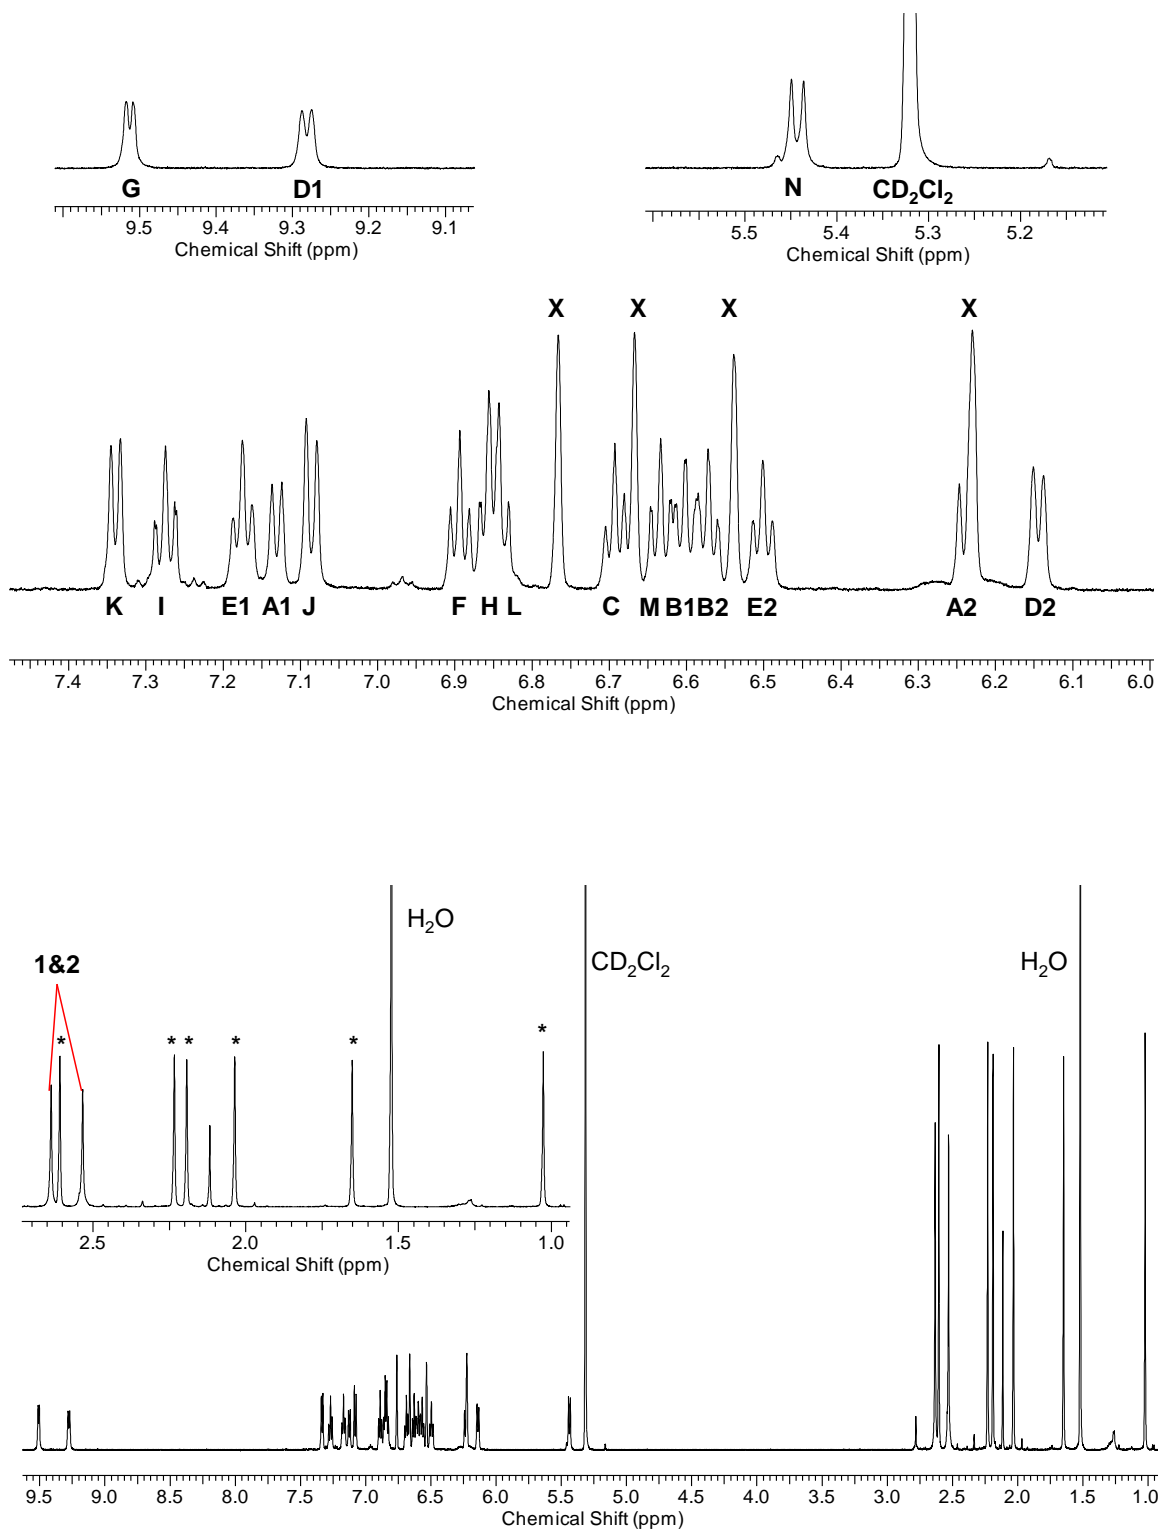 G D1
9.5 9.4 9.3 9.2 9.1
Chemical Shift (ppm)
N CD2Cl2
5.5 5.4 5.3 5.2
Chemical Shift (ppm)
X X X X
K I E1 A1 J F H L C M B1 B2 E2 A2 D2
7.4 7.3 7.2 7.1 7.0 6.9 6.8 6.7 6.6 6.5 6.4 6.3 6.2 6.1 6.0
Chemical Shift (ppm)
H2O
1&2
* * * * * *
2.5 2.0 1.5 1.0
Chemical Shift (ppm)
CD2Cl2
H2O
9.5 9.0 8.5 8.0 7.5 7.0 6.5 6.0 5.5 5.0 4.5 4.0 3.5 3.0 2.5 2.0 1.5 1.0
Chemical Shift (ppm)